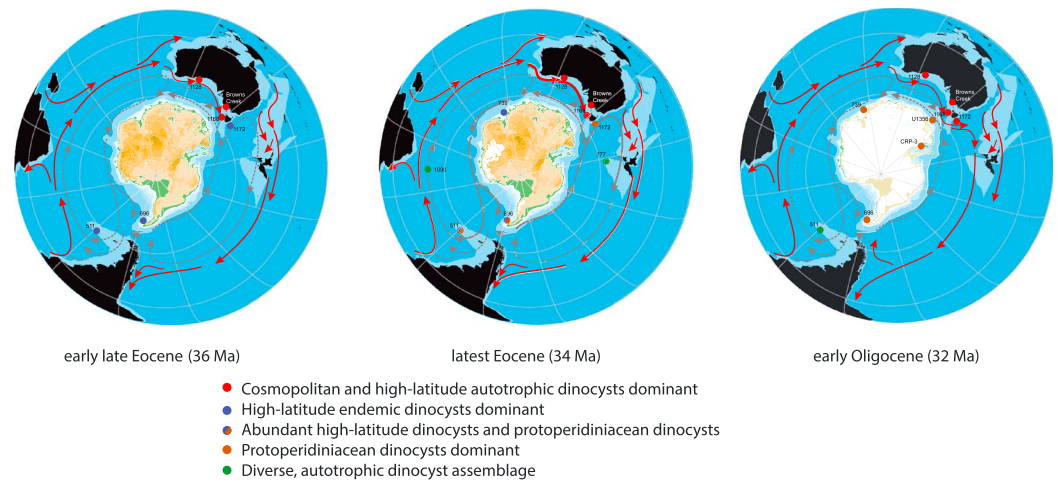 1128
Browns
Creek
1168
1172
696
511
739
1128
Browns
Creek
1172
277
1090
696
511
739
1128
Browns
Creek
1172
U1356
CRP-3
696
511
early late Eocene (36 Ma)
latest Eocene (34 Ma)
early Oligocene (32 Ma)
Cosmopolitan and high-latitude autotrophic dinocysts dominant
High-latitude endemic dinocysts dominant
Abundant high-latitude dinocysts and protoperidiniacean dinocysts
Protoperidiniacean dinocysts dominant
Diverse, autotrophic dinocyst assemblage